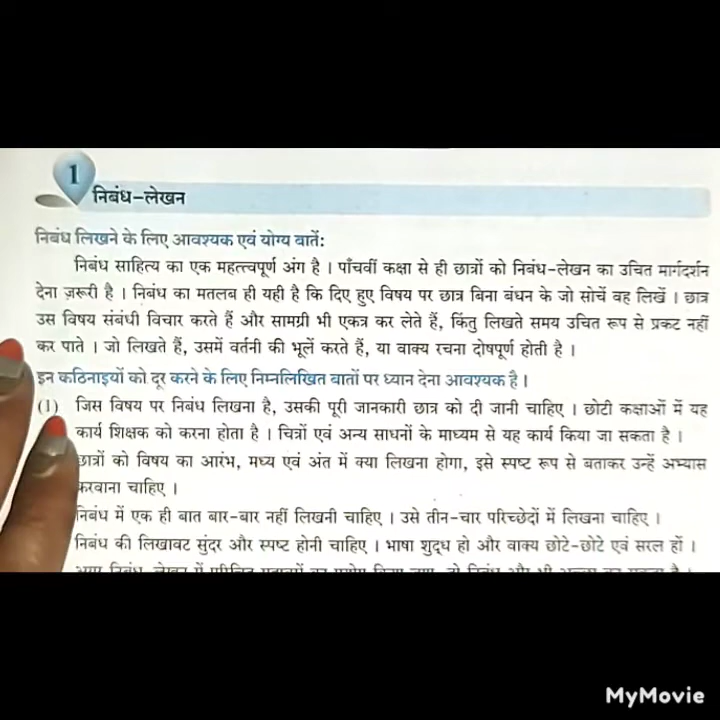 1
निबंध-लेखन
निबंध लिखने के लिए आवश्यक एवं योग्य बातें:
निबंध साहित्य का एक महत्त्वपूर्ण अंग है । पाँचवीं कक्षा से ही छात्रों को निबंध-लेखन का उचित मार्गदर्शन
देना ज़रूरी है । निबंध का मतलब ही यही है कि दिए हुए विषय पर छात्र बिना बंधन के जो सोचें वह लिखें । छात्र
उस विषय संबंधी विचार करते हैं और सामग्री भी एकत्र कर लेते हैं, किंतु लिखते समय उचित रूप से प्रकट नहीं
कर पाते । जो लिखते हैं, उसमें वर्तनी की भूलें करते हैं, या वाक्य रचना दोषपूर्ण होती है ।
इन कठिनाइयों को दूर करने के लिए निम्नलिखित बातों पर ध्यान देना आवश्यक है ।
(1) जिस विषय पर निबंध लिखना है, उसकी पूरी जानकारी छात्र को दी जानी चाहिए । छोटी कक्षाओं में यह
कार्य शिक्षक को करना होता है । चित्रों एवं अन्य साधनों के माध्यम से यह कार्य किया जा सकता है ।
छात्रों को विषय का आरंभ, मध्य एवं अंत में क्या लिखना होगा, इसे स्पष्ट रूप से बताकर उन्हें अभ्यास
करवाना चाहिए ।
निबंध में एक ही बात बार-बार नहीं लिखनी चाहिए । उसे तीन-चार परिच्छेदों में लिखना चाहिए ।
निबंध की लिखावट सुंदर और स्पष्ट होनी चाहिए । भाषा शुद्ध हो और वाक्य छोटे-छोटे एवं सरल हों ।
MyMovie